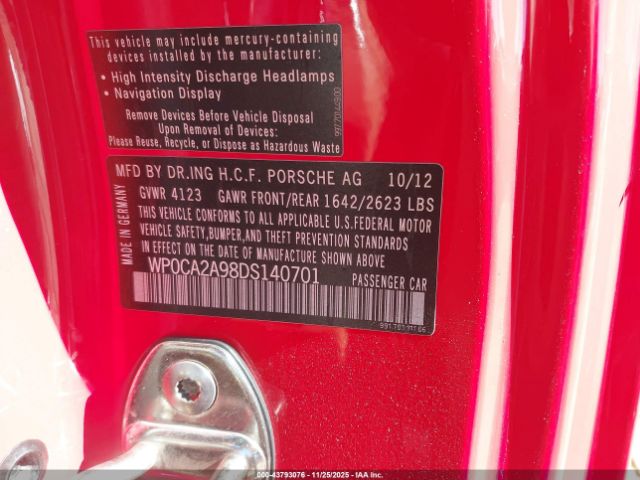 This vehicle may include mercury-containing
devices installed by the manufacturer:
• High Intensity Discharge Headlamps
• Navigation Display
Remove Devices Before Vehicle Disposal
Upon Removal of Devices:
Please Reuse, Recycle, or Dispose as Hazardous Waste
MFD BY DR.ING H.C.F. PORSCHE AG 10/12
GVWR 4123 GAWR FRONT/REAR 1642/2623 LBS
THIS VEHICLE CONFORMS TO ALL APPLICABLE U.S.FEDERAL MOTOR
VEHICLE SAFETY,BUMPER,AND THEFT PREVENTION STANDARDS
IN EFFECT ON THE DATE OF MANUFACTURE SHOWN ABOVE
WP0CA2A98DS140701 PASSENGER CAR
MADE IN GERMANY
000-43793076 - 11/25/2025 - IAA, Inc.